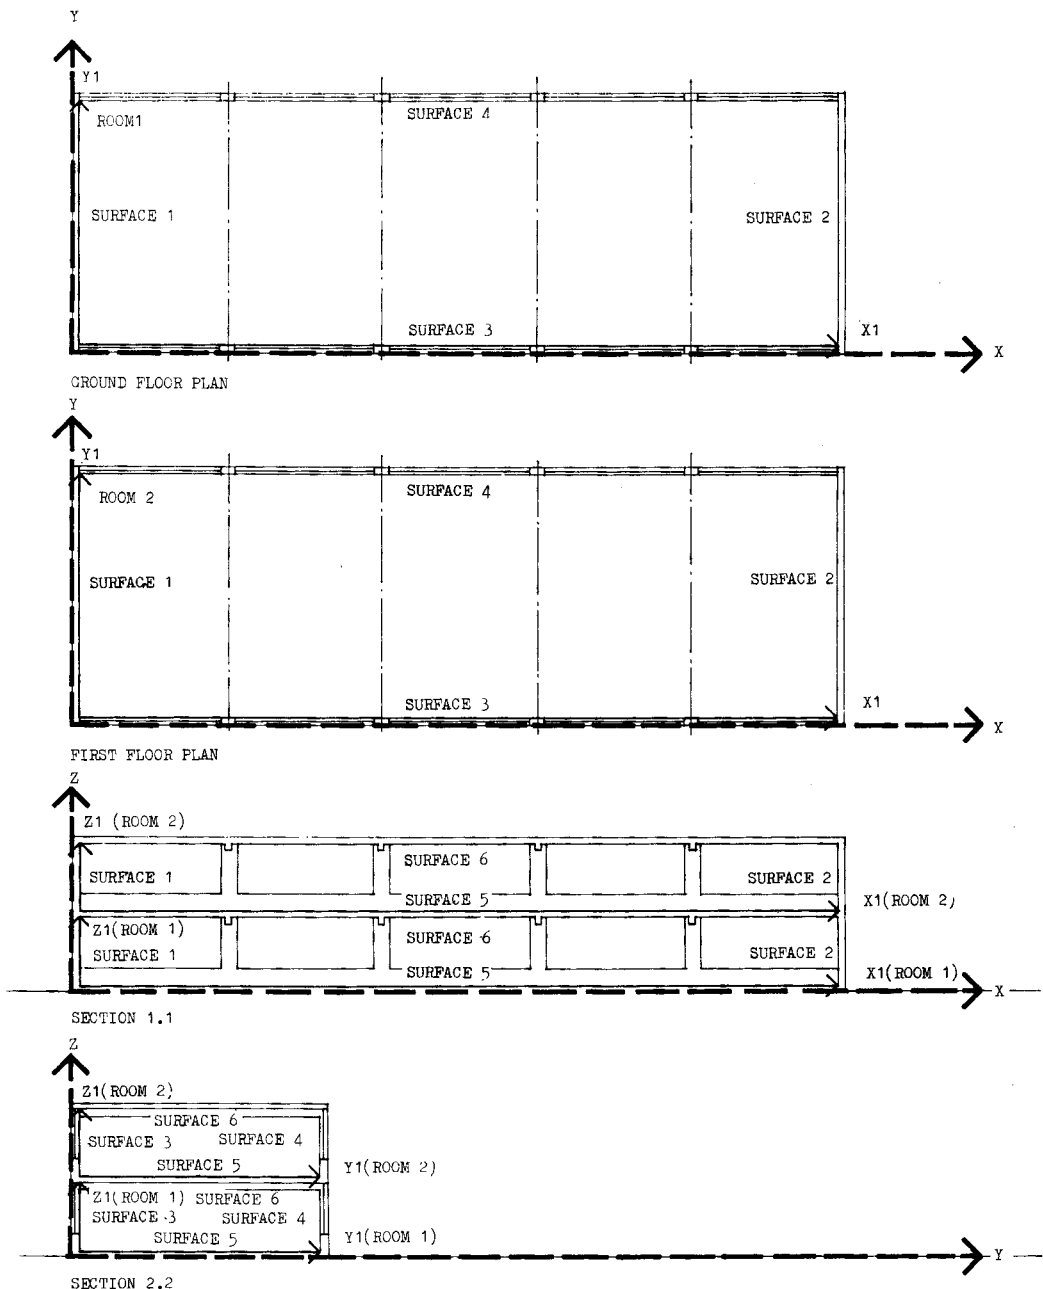 Y
Y1
ROOM1
SURFACE 4
SURFACE 1
SURFACE 2
SURFACE 3
X1
X
GROUND FLOOR PLAN
Y
Y1
ROOM 2
SURFACE 4
SURFACE 1
SURFACE 2
SURFACE 3
X1
X
FIRST FLOOR PLAN
Z
Z1 (ROOM 2)
SURFACE 6
SURFACE 1
SURFACE 2
SURFACE 5
X1(ROOM 2)
Z1(ROOM 1)
SURFACE 6
SURFACE 1
SURFACE 2
SURFACE 5
X1(ROOM 1)
X
SECTION 1.1
Z
Z1(ROOM 2)
SURFACE 6
SURFACE 3 SURFACE 4
SURFACE 5
Y1(ROOM 2)
Z1(ROOM 1) SURFACE 6
SURFACE 3 SURFACE 4
SURFACE 5
Y1(ROOM 1)
Y
SECTION 2.2